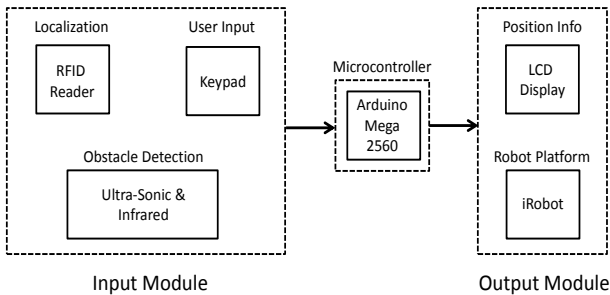 Localization
RFID
Reader
User Input
Keypad
Obstacle Detection
Ultra-Sonic &
Infrared
Input Module
Microcontroller
Arduino
Mega
2560
Position Info
LCD
Display
Robot Platform
iRobot
Output Module